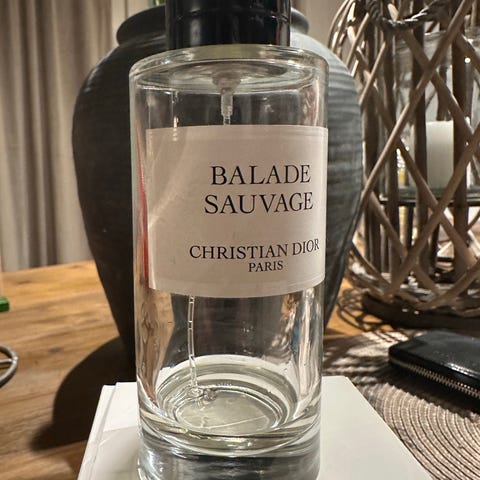 BALADE
SAUVAGE
CHRISTIAN DIOR
PARIS